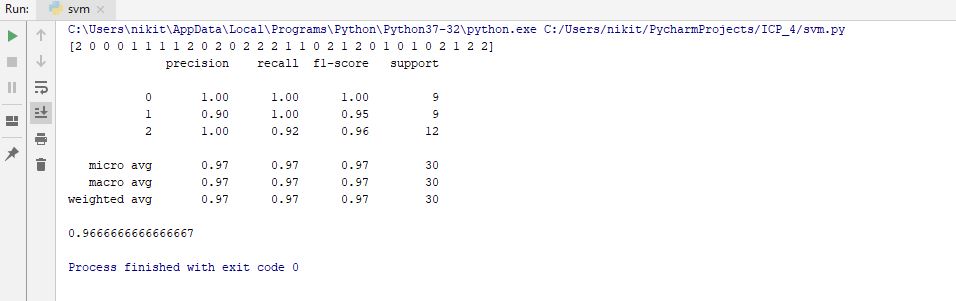 Run: svm
C:\Users\nikit\AppData\Local\Programs\Python\Python37-32\python.exe C:/Users/nikit/PycharmProjects/ICP_4/svm.py
[2 0 0 0 1 1 1 1 2 0 2 0 2 2 2 1 1 0 2 1 2 0 1 0 1 0 2 1 2 2]
precision recall f1-score support
0 1.00 1.00 1.00 9
1 0.90 1.00 0.95 9
2 1.00 0.92 0.96 12
micro avg 0.97 0.97 0.97 30
macro avg 0.97 0.97 0.97 30
weighted avg 0.97 0.97 0.97 30
0.9666666666666667
Process finished with exit code 0